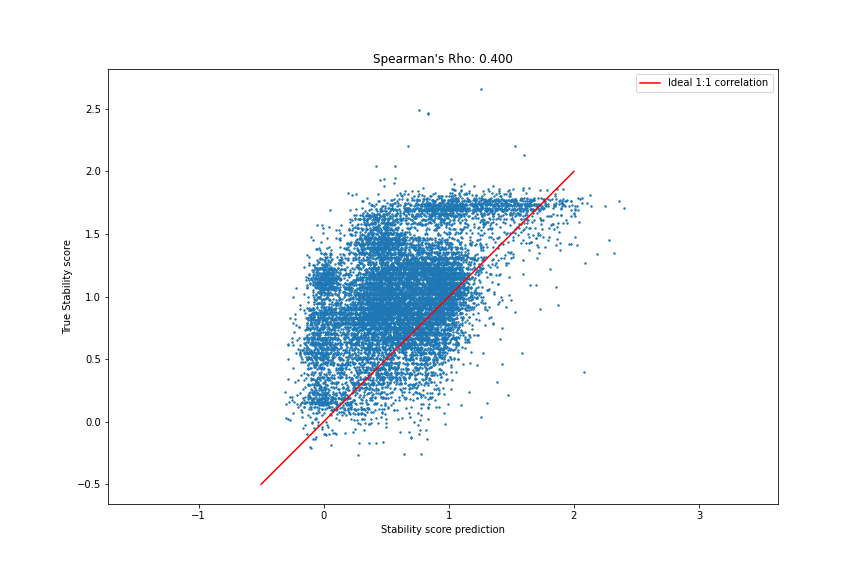 Spearman's Rho: 0.400
Ideal 1:1 correlation
True Stability score
2.5
2.0
1.5
1.0
0.5
0.0
−0.5
−1 0 1 2 3
Stability score prediction